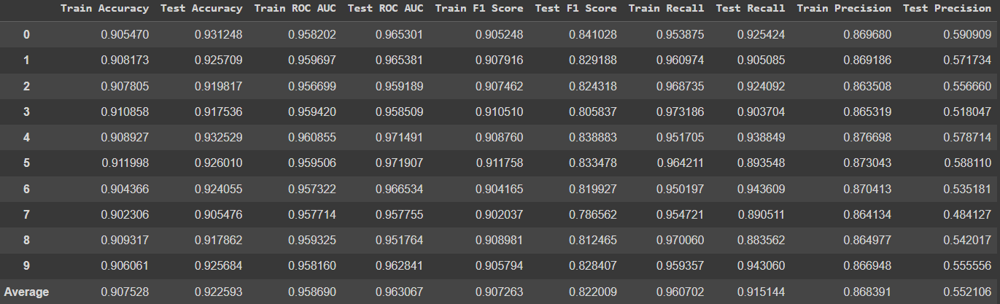 Train Accuracy Test Accuracy Train ROC AUC Test ROC AUC Train F1 Score Test F1 Score Train Recall Test Recall Train Precision Test Precision
0 0.905470 0.931248 0.958202 0.965301 0.905248 0.841028 0.953875 0.925424 0.869680 0.590909
1 0.908173 0.925709 0.959697 0.965381 0.907916 0.829188 0.960974 0.905085 0.869186 0.571734
2 0.907805 0.919817 0.956699 0.959189 0.907462 0.824318 0.968735 0.924092 0.863508 0.556660
3 0.910858 0.917536 0.959420 0.958509 0.910510 0.805837 0.973186 0.903704 0.865319 0.518047
4 0.908927 0.932529 0.960855 0.971491 0.908760 0.838883 0.951705 0.938849 0.876698 0.578714
5 0.911998 0.926010 0.959506 0.971907 0.911758 0.833478 0.964211 0.893548 0.873043 0.588110
6 0.904366 0.924055 0.957322 0.966534 0.904165 0.819927 0.950197 0.943609 0.870413 0.535181
7 0.902306 0.905476 0.957714 0.957755 0.902037 0.786562 0.954721 0.890511 0.864134 0.484127
8 0.909317 0.917862 0.959325 0.951764 0.908981 0.812465 0.970060 0.883562 0.864977 0.542017
9 0.906061 0.925684 0.958160 0.962841 0.905794 0.828407 0.959357 0.943060 0.866948 0.555556
Average 0.907528 0.922593 0.958690 0.963067 0.907263 0.822009 0.960702 0.915144 0.868391 0.552106